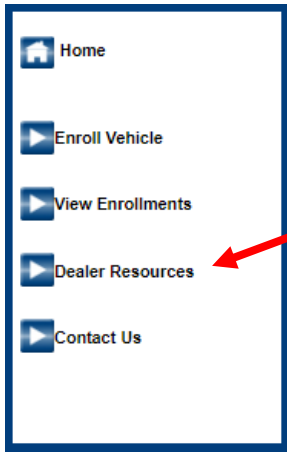 Home
Enroll Vehicle
View Enrollments
Dealer Resources
Contact Us